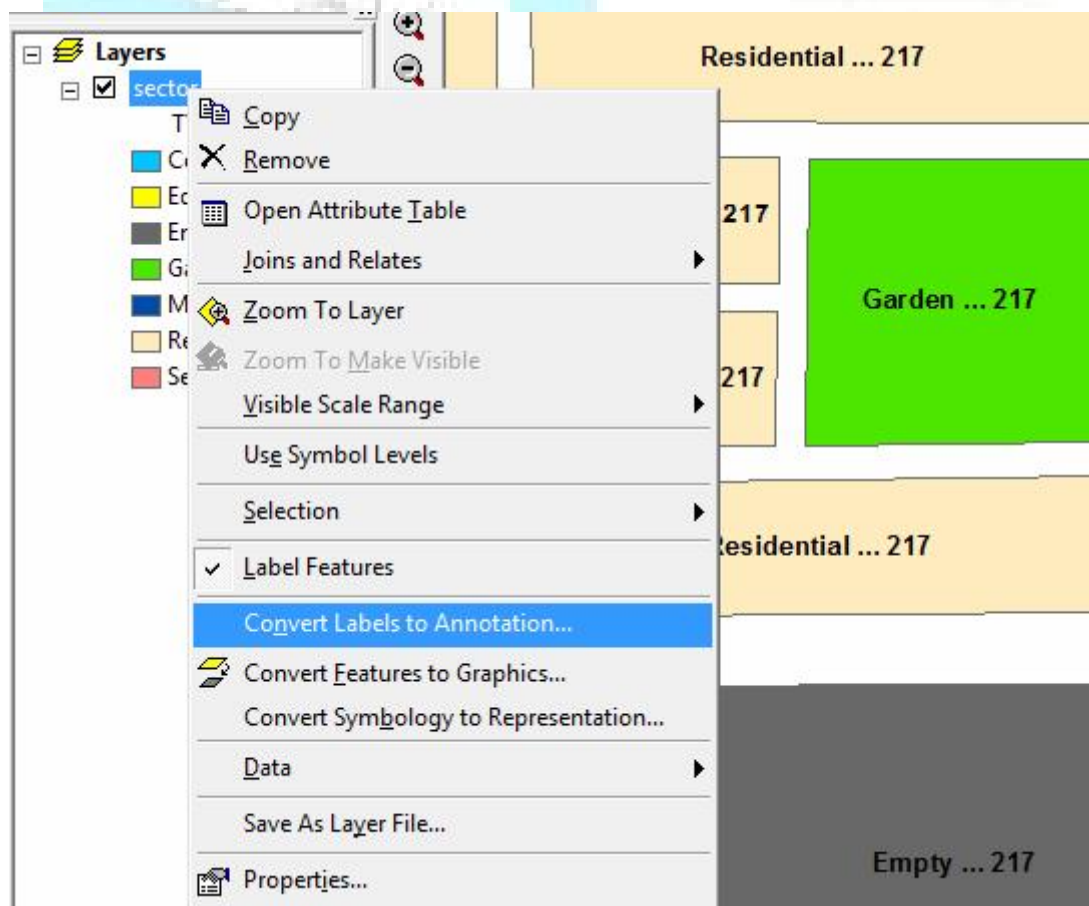 Layers
sector
Copy
Remove
Open Attribute Table
Joins and Relates
Zoom To Layer
Zoom To Make Visible
Visible Scale Range
Use Symbol Levels
Selection
Label Features
Convert Labels to Annotation...
Convert Features to Graphics...
Convert Symbology to Representation...
Data
Save As Layer File...
Properties...
Residential ... 217
217
Garden ... 217
217
Residential ... 217
Empty ... 217